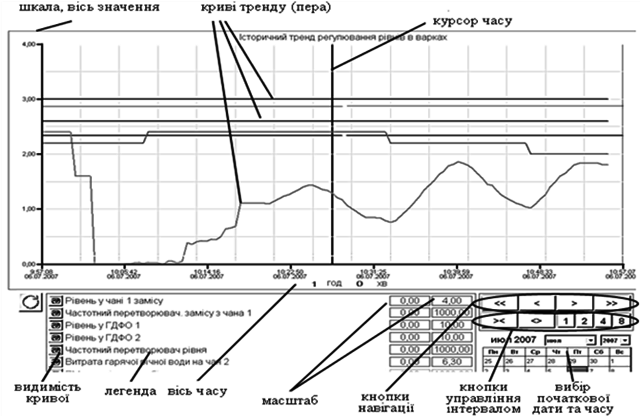 шкала, вісь значення
криві тренду (пера)
курсор часу
Історичний тренд регулювання рівнів в варках
4,00
3,00
2,00
1,00
0,00
9:57:08 10:05:42 10:14:16 10:22:50 10:31:25 10:39:59 10:48:33 10:57:0
06.07.2007 06.07.2007 06.07.2007 06.07.2007 06.07.2007 06.07.2007 06.07.2007 06.07.200
1 год 0 хв
Рівень у чані 1 замісу 0,00 4,00
Частотний перетворювач. замісу з чана 1 0,00 1000,00
Рівень у ГДФО 1 0,00 10,00
Рівень у ГДФО 2 0,00 10,00
Частотний перетворювач рівня 0,00 1000,00
Витрата гарячої річної води на чан 2 0,00 6,30
<< < > >>
>< <> 1 2 4 8
июл 2007 июл 2007
Пн Вт Ср Чт Пт Сб Вс
25 26 27 28 29 30 1
видимість кривої
легенда
вісь часу
масштаб
кнопки навігації
кнопки управління інтервалом
вибір початкової дати та часу